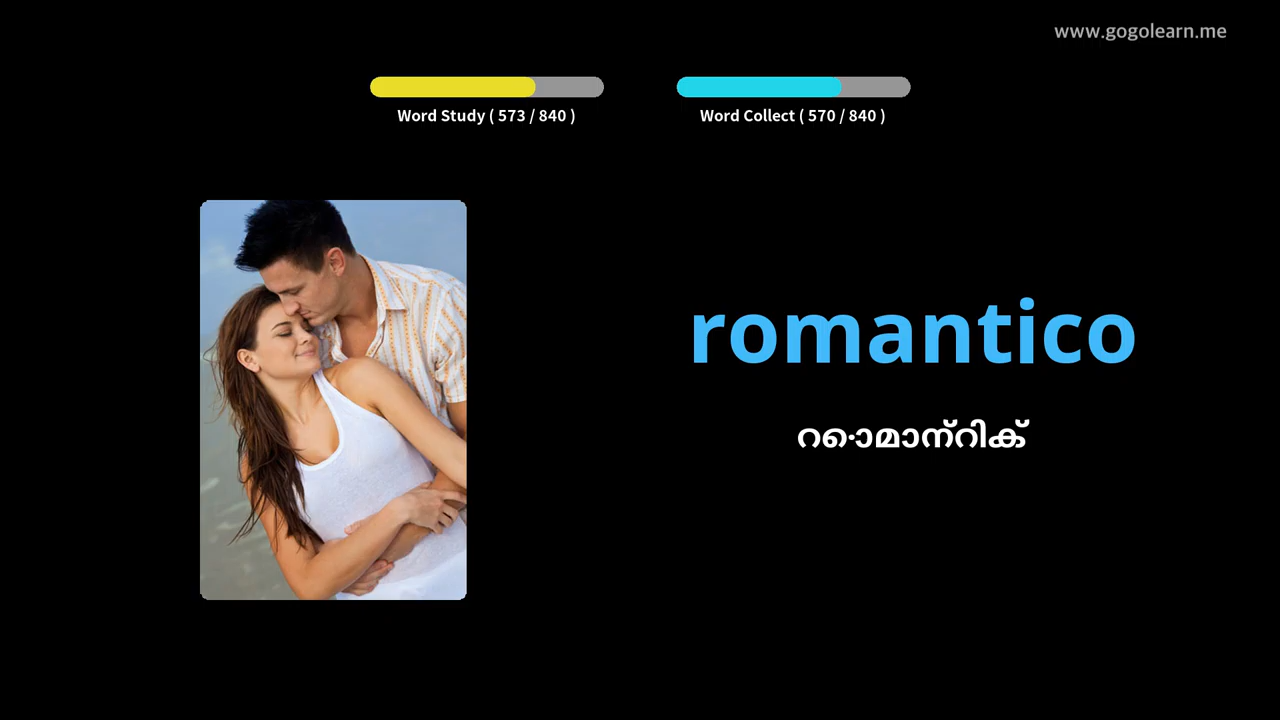 www.gogolearn.me
Word Study ( 573 / 840 )
Word Collect ( 570 / 840 )
romantico
റൊമാന്റിക്